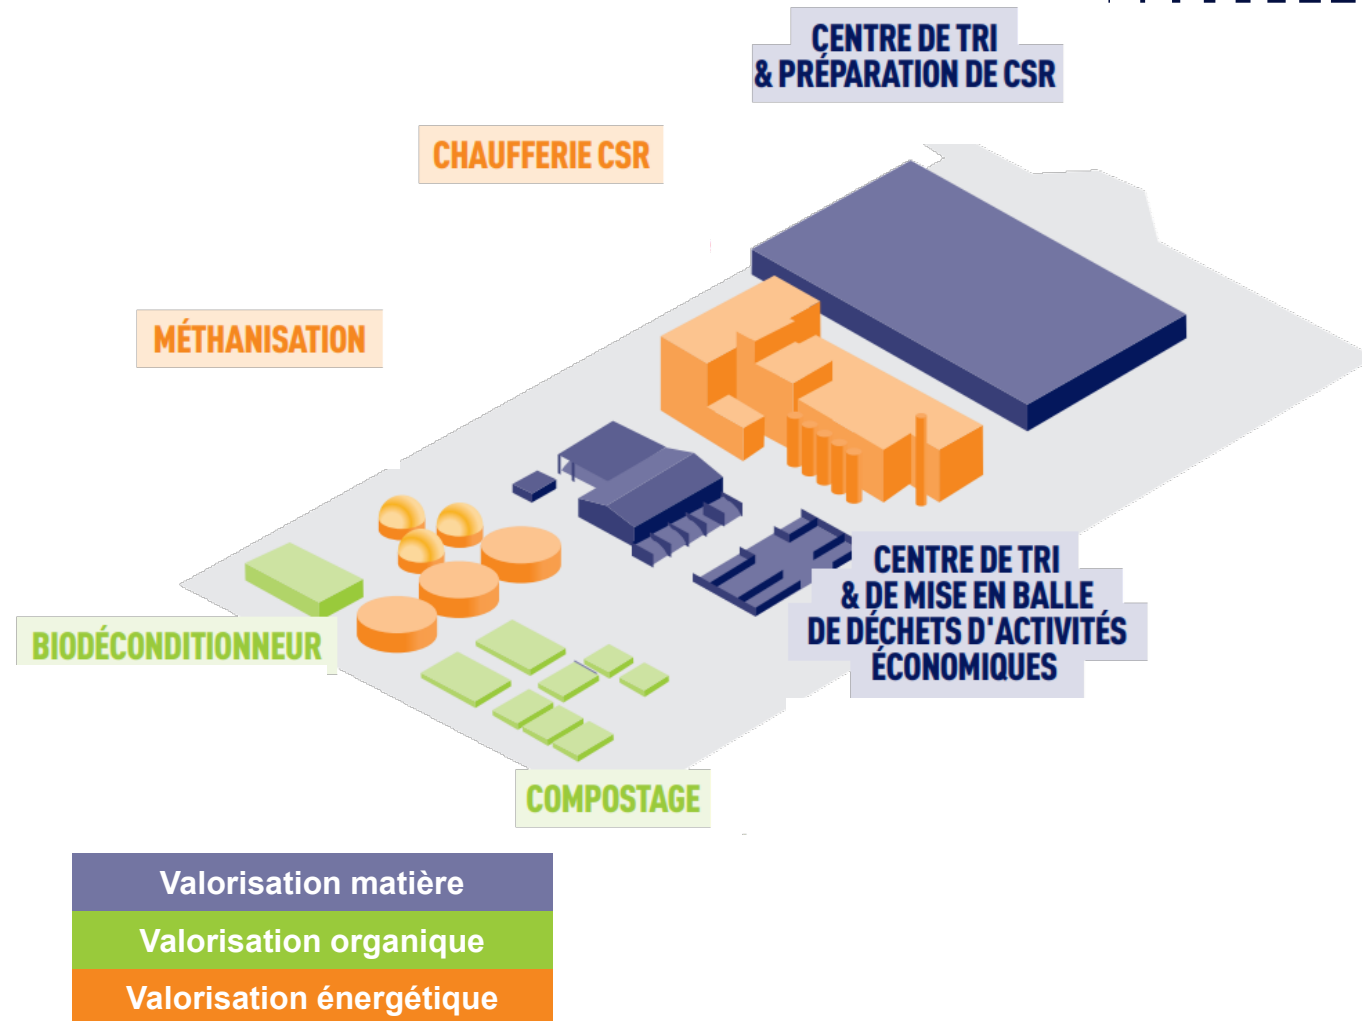 CENTRE DE TRI
& PRÉPARATION DE CSR
CHAUFFERIE CSR
MÉTHANISATION
CENTRE DE TRI
& DE MISE EN BALLE
DE DÉCHETS D'ACTIVITÉS
ÉCONOMIQUES
BIODÉCONDITIONNEUR
COMPOSTAGE
Valorisation matière
Valorisation organique
Valorisation énergétique